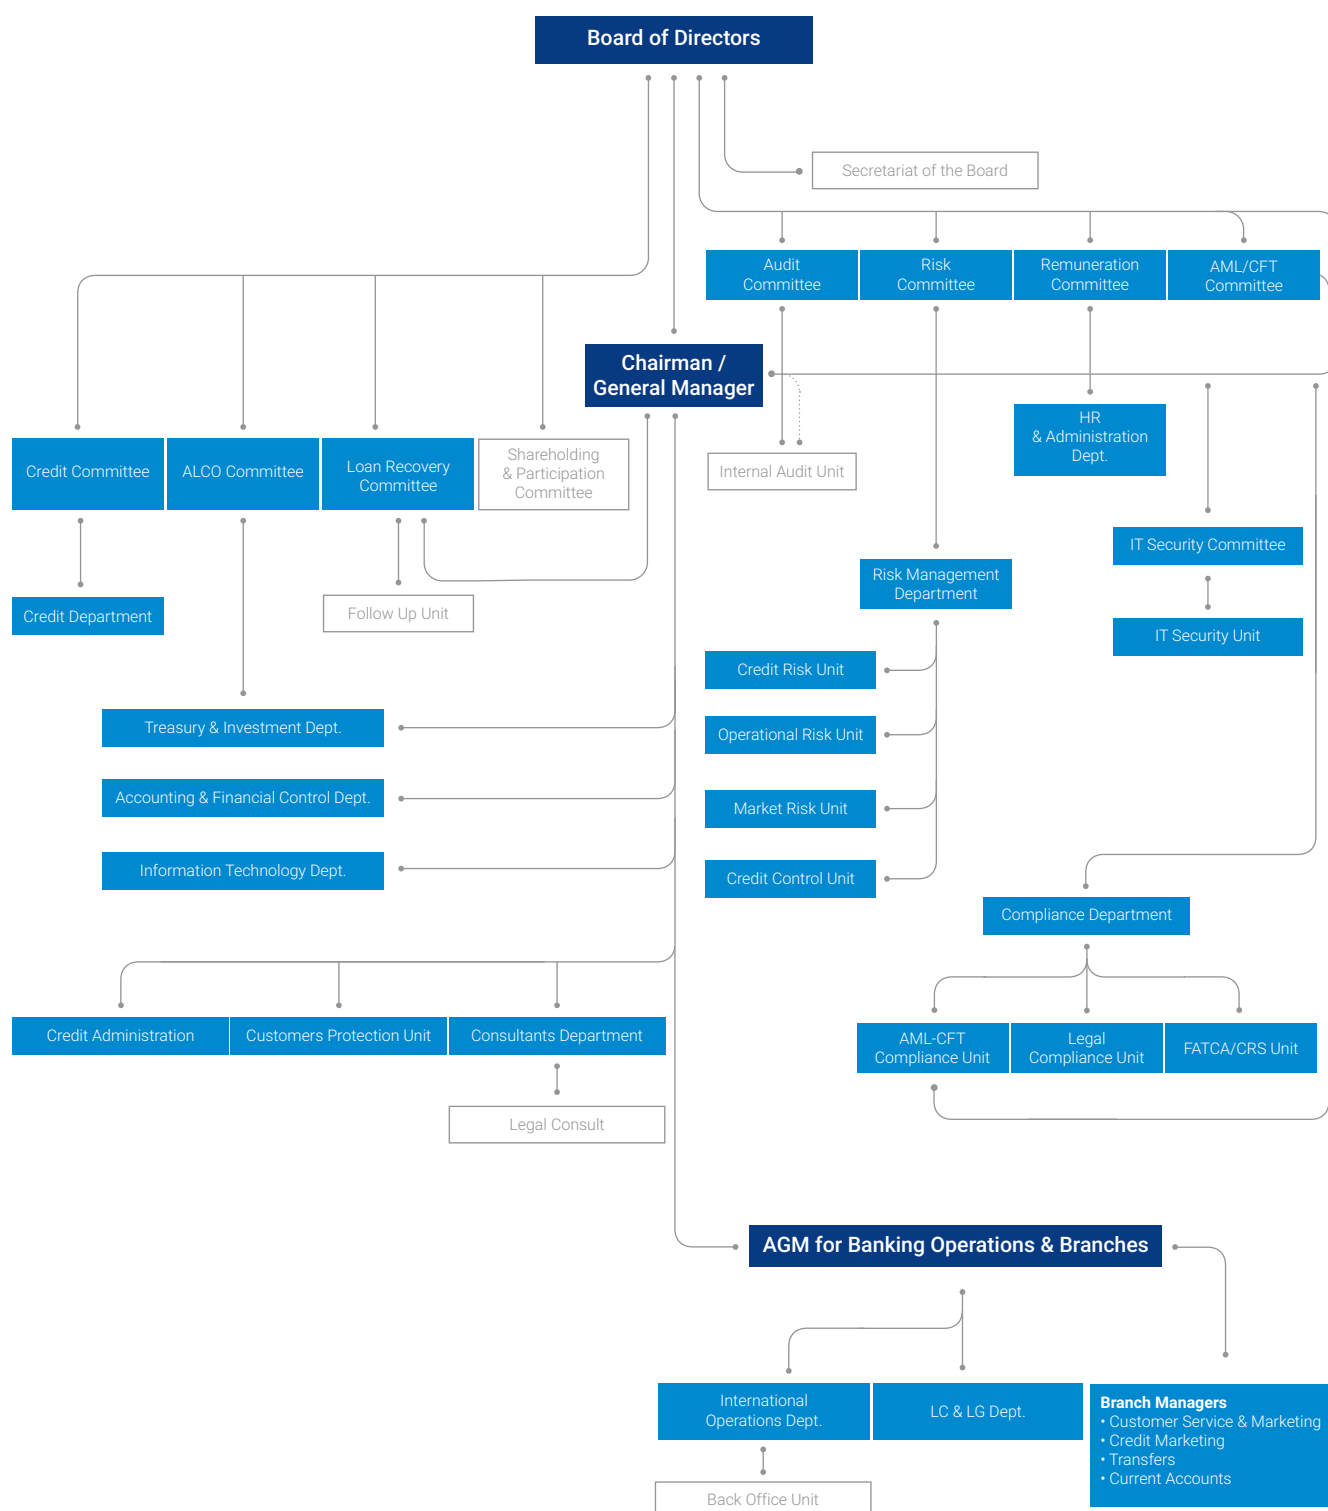 Board of Directors
Secretariat of the Board
Audit
Committee
Risk
Committee
Remuneration
Committee
AML/CFT
Committee
Chairman /
General Manager
HR
& Administration
Dept.
Credit Committee
ALCO Committee
Loan Recovery
Committee
Shareholding
& Participation
Committee
Internal Audit Unit
IT Security Committee
Risk Management
Department
Credit Department
Follow Up Unit
IT Security Unit
Credit Risk Unit
Treasury & Investment Dept.
Operational Risk Unit
Accounting & Financial Control Dept.
Market Risk Unit
Information Technology Dept.
Credit Control Unit
Compliance Department
Credit Administration
Customers Protection Unit
Consultants Department
AML-CFT
Compliance Unit
Legal
Compliance Unit
FATCA/CRS Unit
Legal Consult
AGM for Banking Operations & Branches
International
Operations Dept.
LC & LG Dept.
Branch Managers
• Customer Service & Marketing
• Credit Marketing
• Transfers
• Current Accounts
Back Office Unit